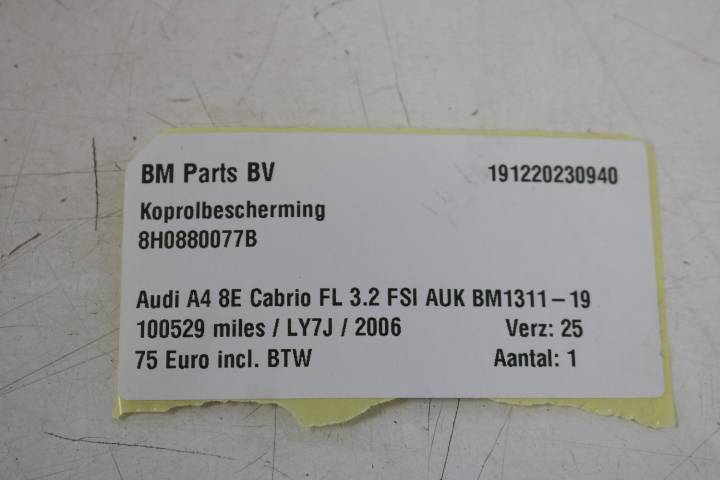 BM Parts BV 191220230940
Koprolbescherming
8H0880077B
Audi A4 8E Cabrio FL 3.2 FSI AUK BM1311-19
100529 miles / LY7J / 2006 Verz: 25
75 Euro incl. BTW Aantal: 1